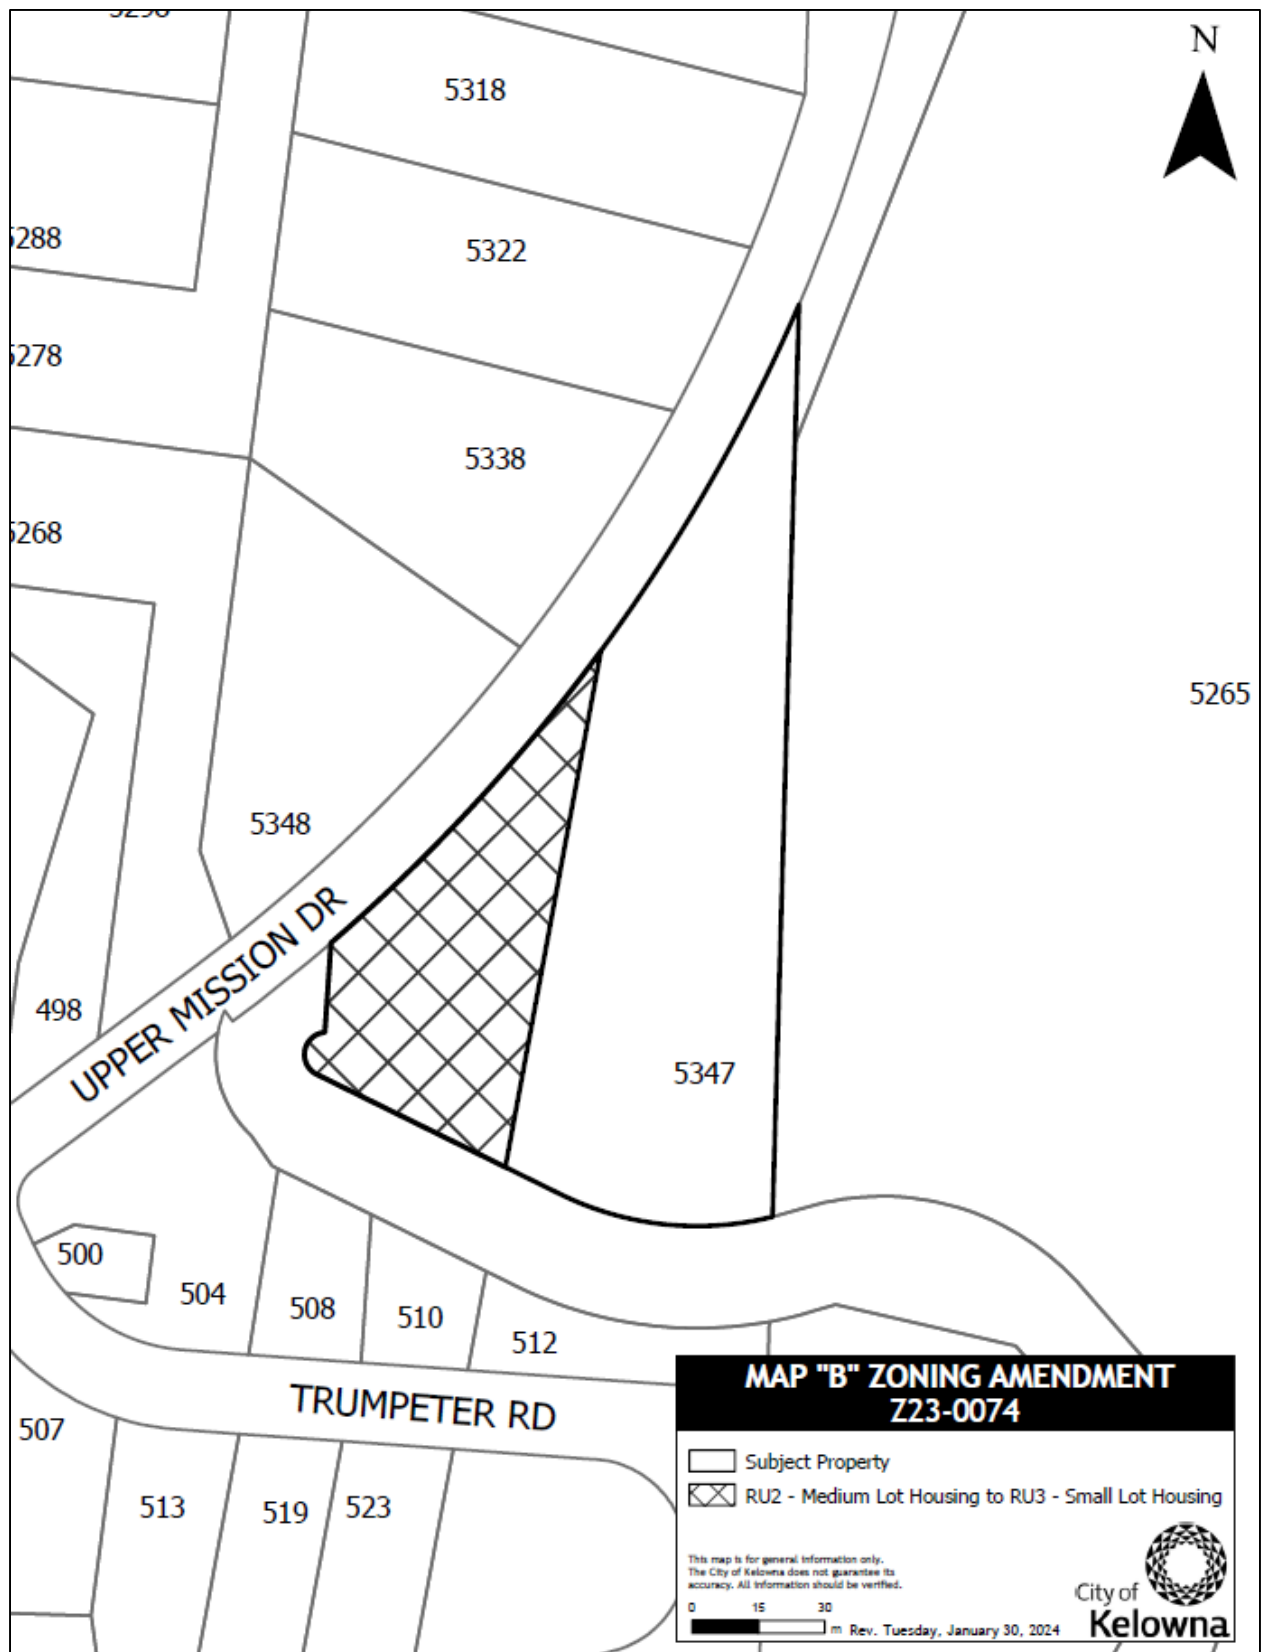 N
5318
5322
5338
5348
498
UPPER MISSION DR
5265
5347
500
504
508
510
512
TRUMPETER RD
507
513
519
523
MAP "B" ZONING AMENDMENT
Z23-0074
Subject Property
RU2 - Medium Lot Housing to RU3 - Small Lot Housing
This map is for general information only.
The City of Kelowna does not guarantee its
accuracy. All information should be verified.
0 15 30
m Rev. Tuesday, January 30, 2024
City of
Kelowna